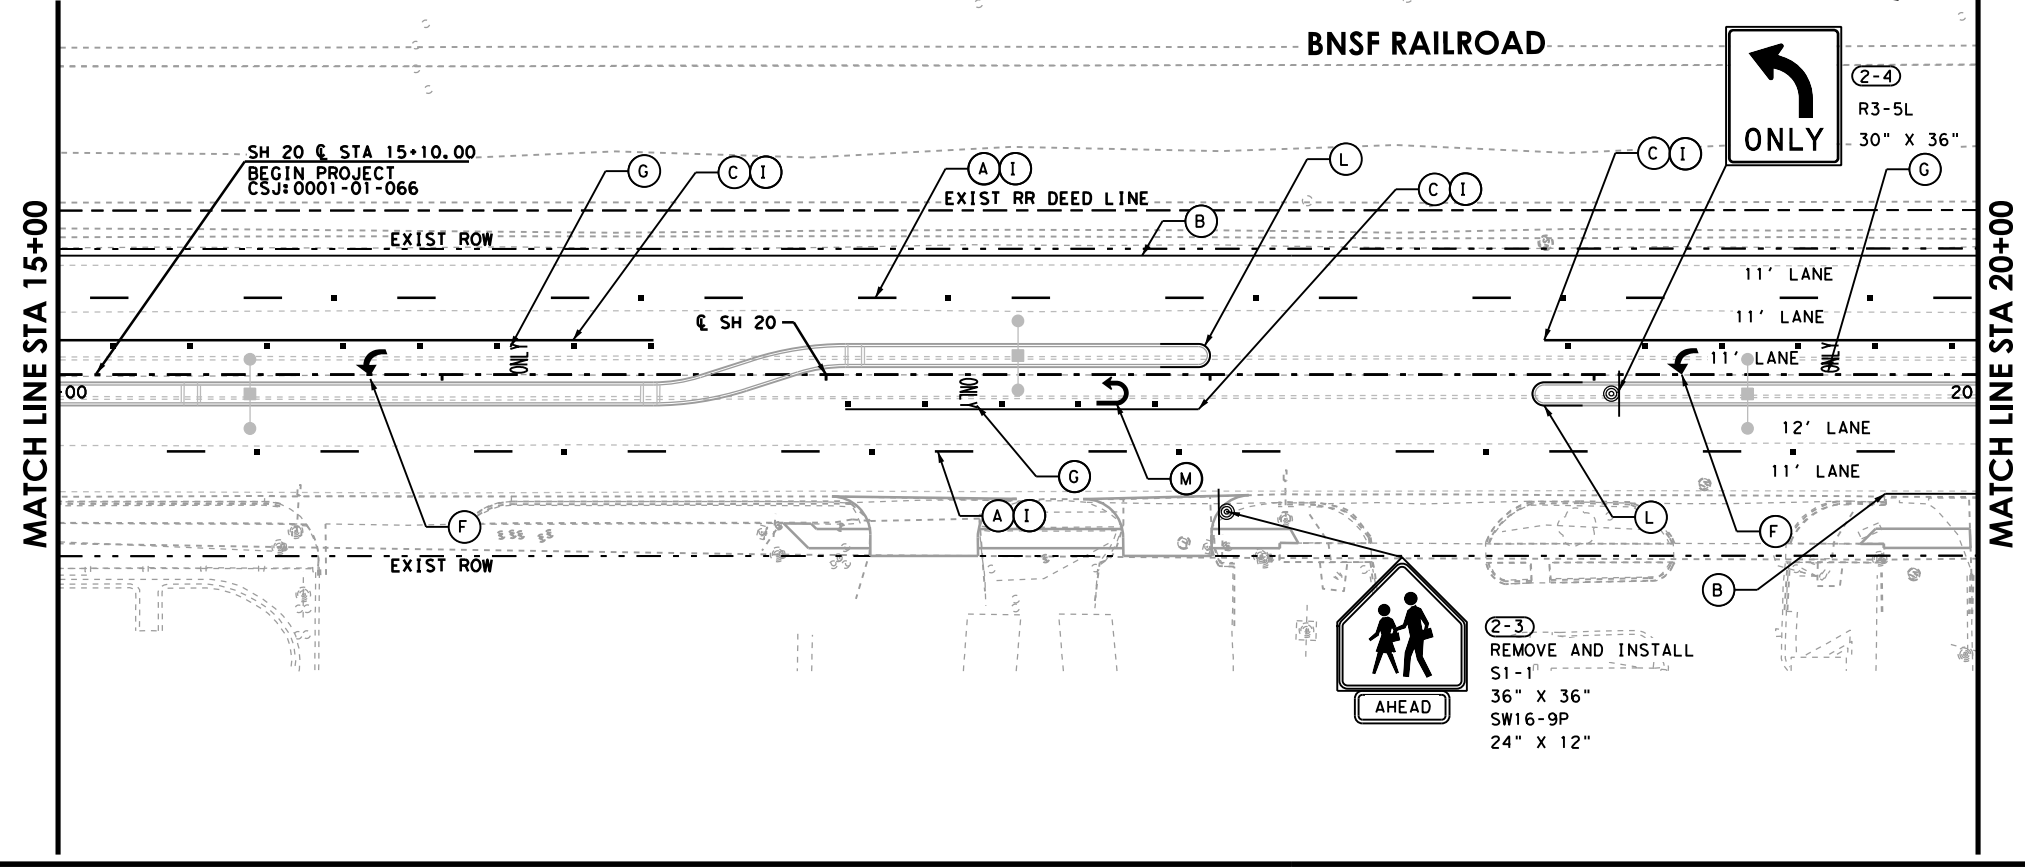 BNSF RAILROAD
ONLY
2-4
R3-5L
30" X 36"
SH 20 ℄ STA 15+10.00
BEGIN PROJECT
CSJ:0001-01-066
G
C I
A I
L
C I
C I
G
EXIST RR DEED LINE
B
EXIST ROW
MATCH LINE STA 15+00
MATCH LINE STA 20+00
11' LANE
11' LANE
℄ SH 20
ONLY
11' LANE
ONLY
00
ONLY
20
12' LANE
11' LANE
G
M
F
A I
L
F
EXIST ROW
B
2-3
REMOVE AND INSTALL
S1-1
36" X 36"
SW16-9P
24" X 12"
AHEAD